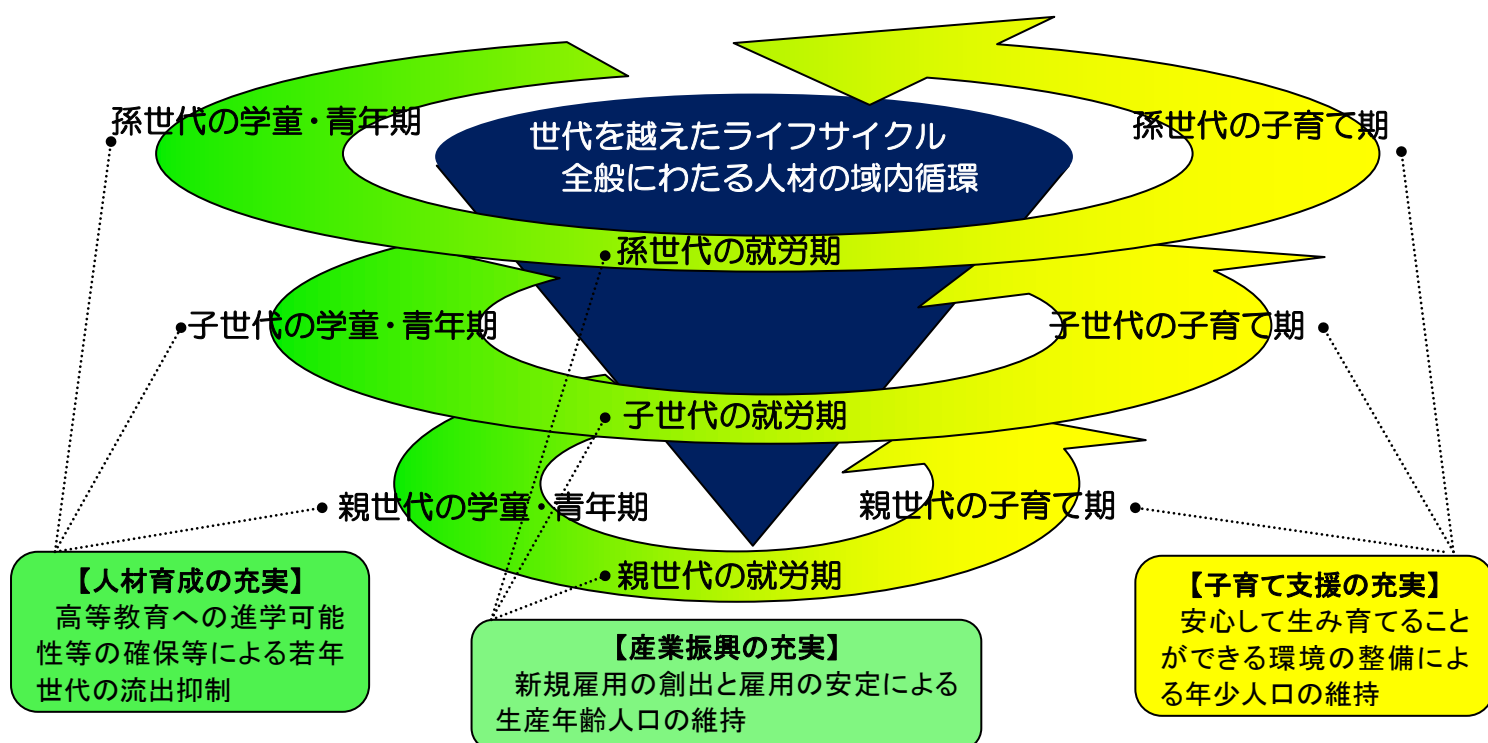 世代を越えたライフサイクル
全般にわたる人材の域内循環
孫世代の学童・青年期
孫世代の子育て期
孫世代の就労期
子世代の学童・青年期
子世代の子育て期
子世代の就労期
親世代の学童・青年期
親世代の子育て期
親世代の就労期
【人材育成の充実】
高等教育への進学可能
性等の確保等による若年
世代の流出抑制
【産業振興の充実】
新規雇用の創出と雇用の安定による
生産年齢人口の維持
【子育て支援の充実】
安心して生み育てること
ができる環境の整備によ
る年少人口の維持